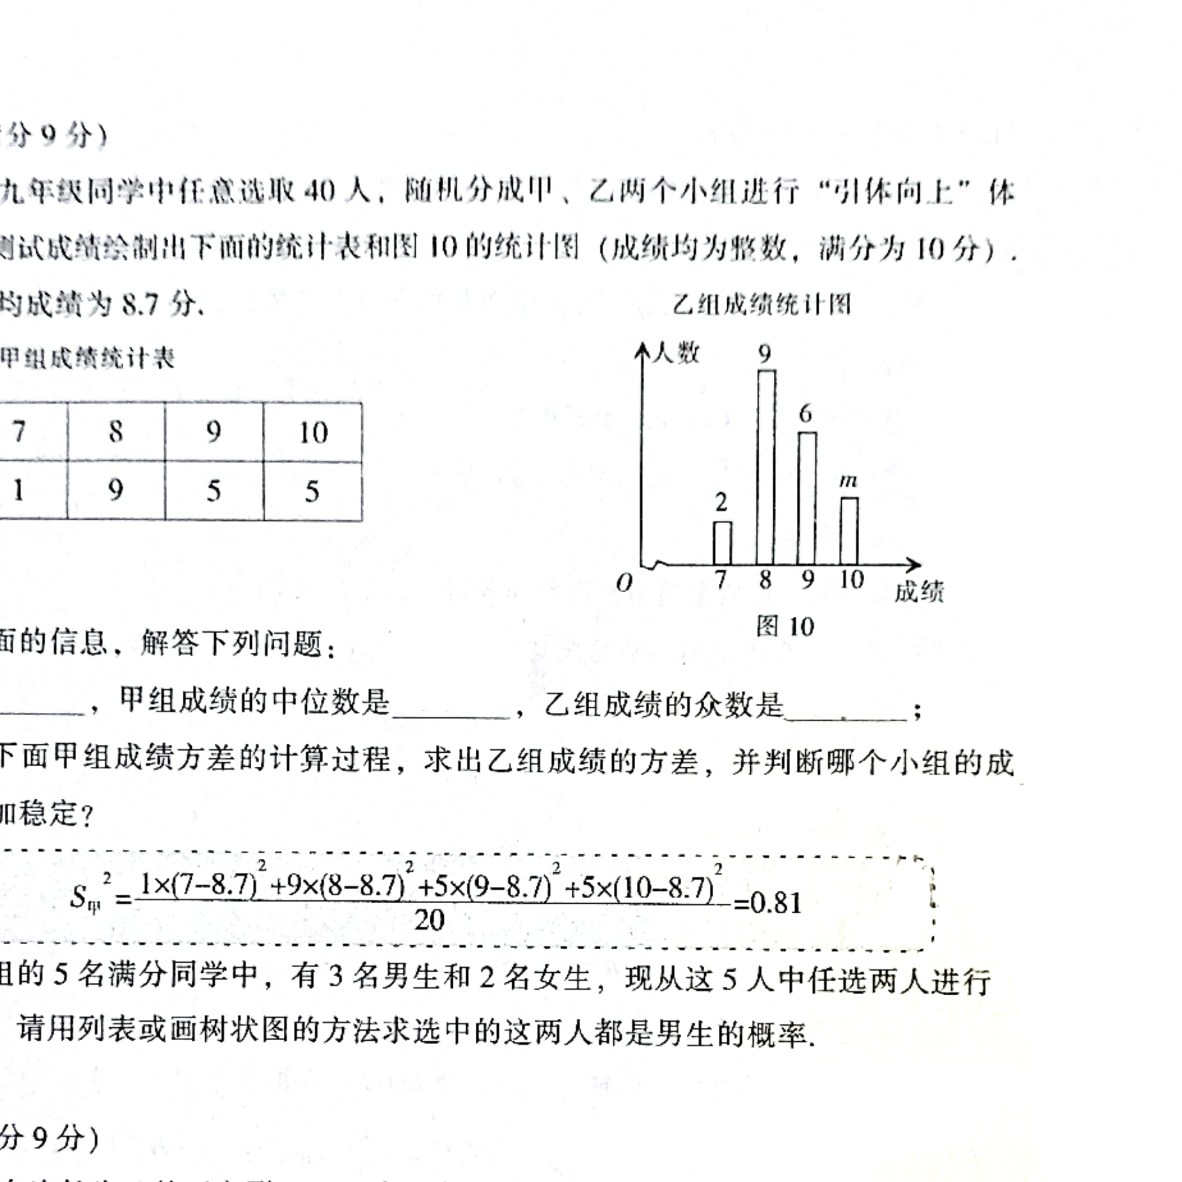 分9分)
九年级同学中任意选取40人，随机分成甲、乙两个小组进行“引体向上”体
测试成绩绘制出下面的统计表和图10的统计图（成绩均为整数，满分为10分）.
均成绩为8.7分.
乙组成绩统计图
甲组成绩统计表
7 8 9 10
1 9 5 5
人数
9
6
m
2
O 7 8 9 10 成绩
图10
面的信息，解答下列问题：
________，甲组成绩的中位数是________，乙组成绩的众数是________；
下面甲组成绩方差的计算过程，求出乙组成绩的方差，并判断哪个小组的成
加稳定?
S甲²=\frac{1×(7-8.7)²+9×(8-8.7)²+5×(9-8.7)²+5×(10-8.7)²}{20}=0.81
组的5名满分同学中，有3名男生和2名女生，现从这5人中任选两人进行
请用列表或画树状图的方法求选中的这两人都是男生的概率.
分9分)